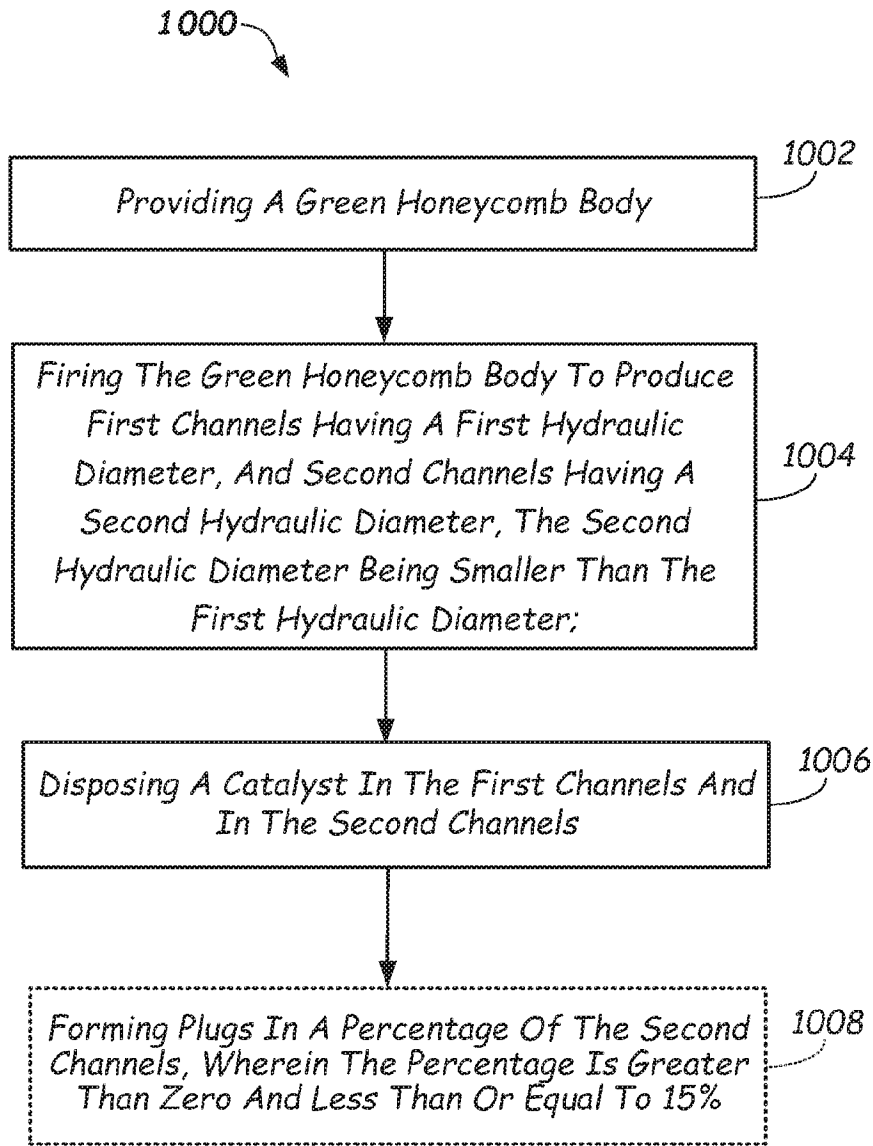 1000
1002
Providing A Green Honeycomb Body
Firing The Green Honeycomb Body To Produce
First Channels Having A First Hydraulic
Diameter, And Second Channels Having A
Second Hydraulic Diameter, The Second
Hydraulic Diameter Being Smaller Than The
First Hydraulic Diameter;
1004
Disposing A Catalyst In The First Channels And
In The Second Channels
1006
Forming Plugs In A Percentage Of The Second
Channels, Wherein The Percentage Is Greater
Than Zero And Less Than Or Equal To 15%
1008